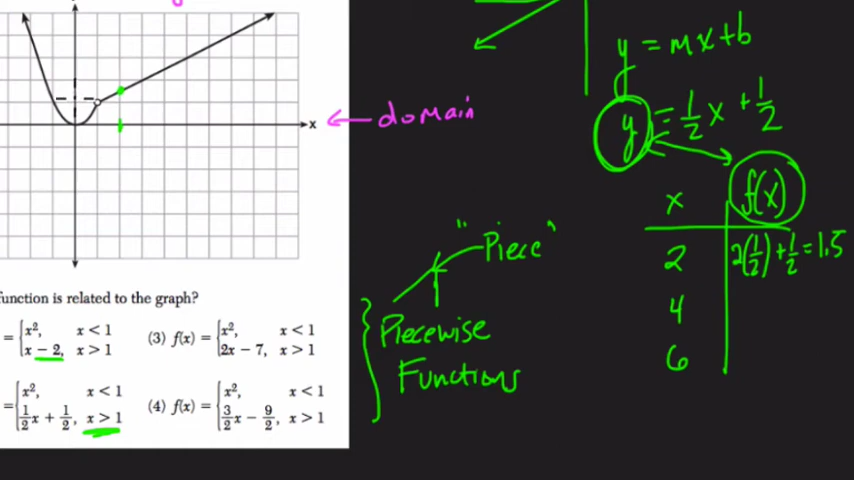 y = mx+b
x
domain
y = 1/2 x + 1/2
x f(x)
2 2(1/2) + 1/2 = 1.5
4
6
"Piece"
Piecewise
Functions
function is related to the graph?
= { x², x < 1
x − 2, x > 1
(3) f(x) = { x², x < 1
2x − 7, x > 1
= { x², x < 1
1/2 x + 1/2, x > 1
(4) f(x) = { x², x < 1
3/2 x − 9/2, x > 1